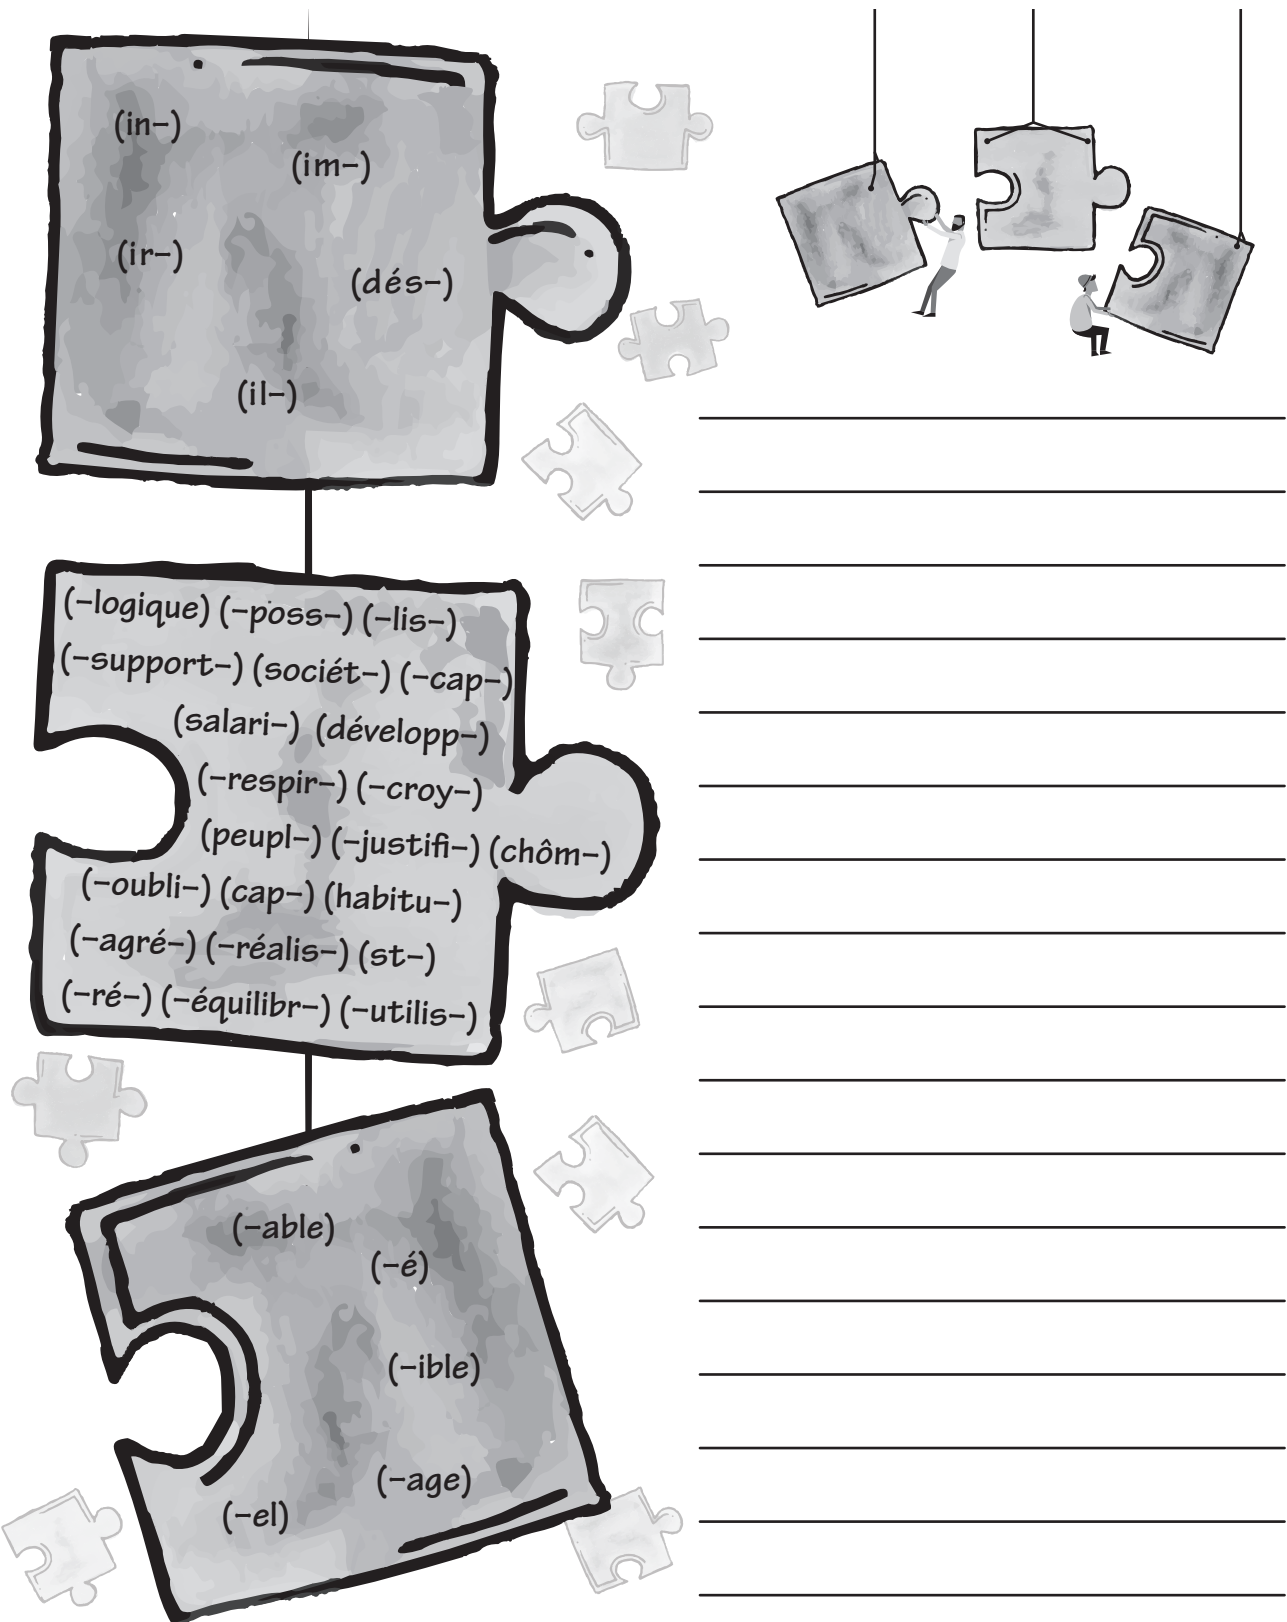 (in–)
(im–)
(ir–)
(dés–)
(il–)
(–logique) (–poss–) (–lis–)
(–support–) (sociét–) (–cap–)
(salari–) (développ–)
(–respir–) (–croy–)
(peupl–) (–justifi–) (chôm–)
(–oubli–) (cap–) (habitu–)
(–agré–) (–réalis–) (st–)
(–ré–) (–équilibr–) (–utilis–)
(–able)
(–é)
(–ible)
(–age)
(–el)